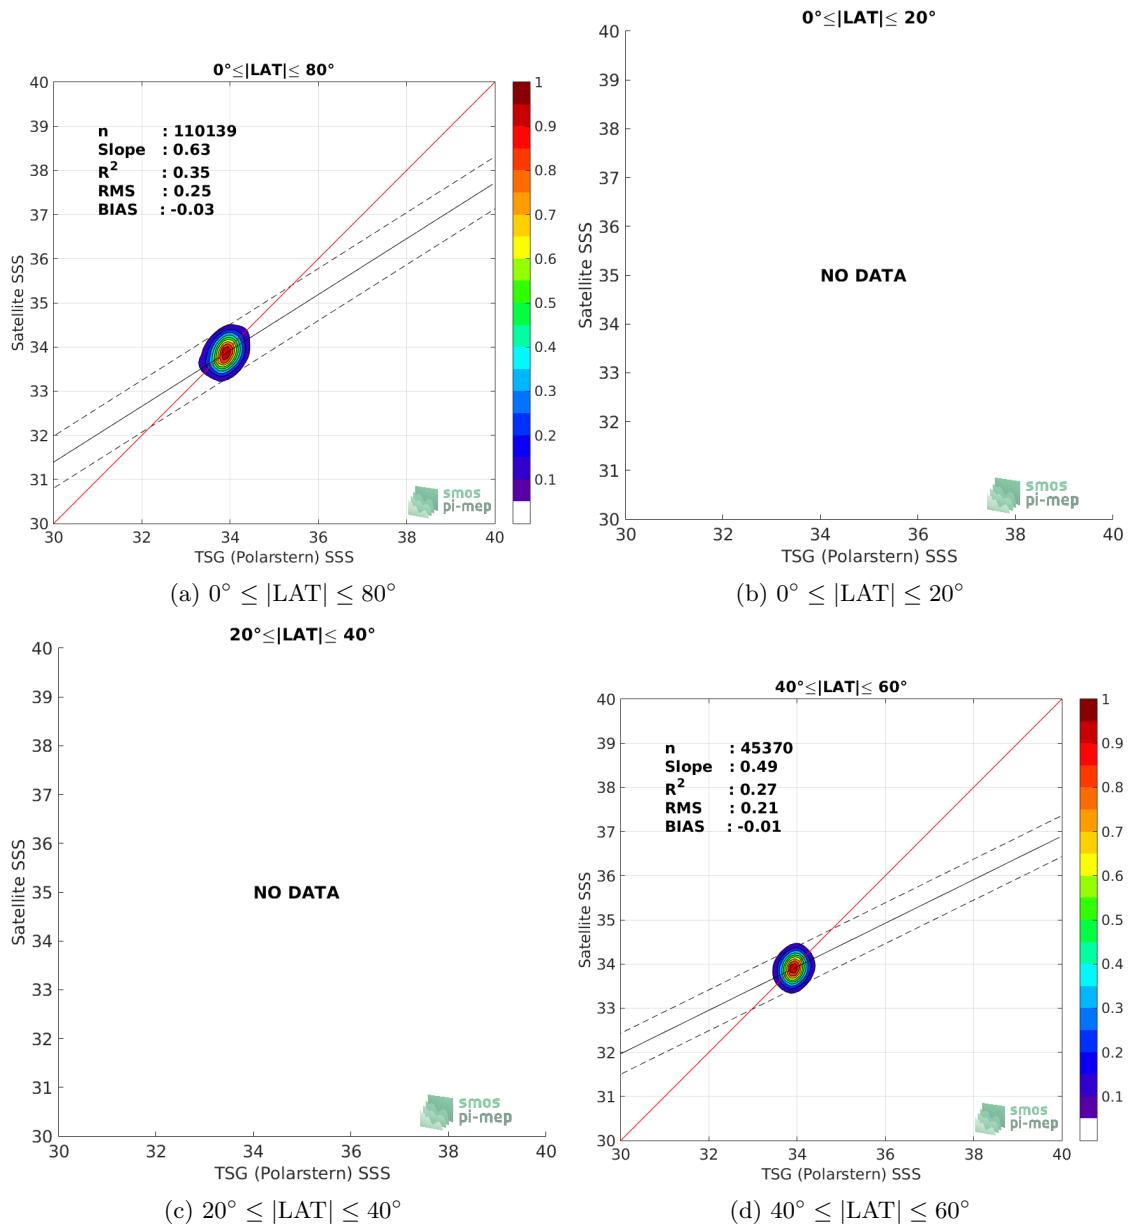 0°≤|LAT|≤ 80°
40
39
38
37
36
35
34
33
32
31
30
Satellite SSS
n : 110139
Slope : 0.63
R² : 0.35
RMS : 0.25
BIAS : -0.03
smos
pi-mep
30 32 34 36 38 40
TSG (Polarstern) SSS
1
0.9
0.8
0.7
0.6
0.5
0.4
0.3
0.2
0.1
(a) 0° ≤ |LAT| ≤ 80°
0°≤|LAT|≤ 20°
40
39
38
37
36
35
34
33
32
31
30
Satellite SSS
NO DATA
smos
pi-mep
30 32 34 36 38 40
TSG (Polarstern) SSS
(b) 0° ≤ |LAT| ≤ 20°
20°≤|LAT|≤ 40°
40
39
38
37
36
35
34
33
32
31
30
Satellite SSS
NO DATA
smos
pi-mep
30 32 34 36 38 40
TSG (Polarstern) SSS
(c) 20° ≤ |LAT| ≤ 40°
40°≤|LAT|≤ 60°
40
39
38
37
36
35
34
33
32
31
30
Satellite SSS
n : 45370
Slope : 0.49
R² : 0.27
RMS : 0.21
BIAS : -0.01
smos
pi-mep
30 32 34 36 38 40
TSG (Polarstern) SSS
1
0.9
0.8
0.7
0.6
0.5
0.4
0.3
0.2
0.1
(d) 40° ≤ |LAT| ≤ 60°